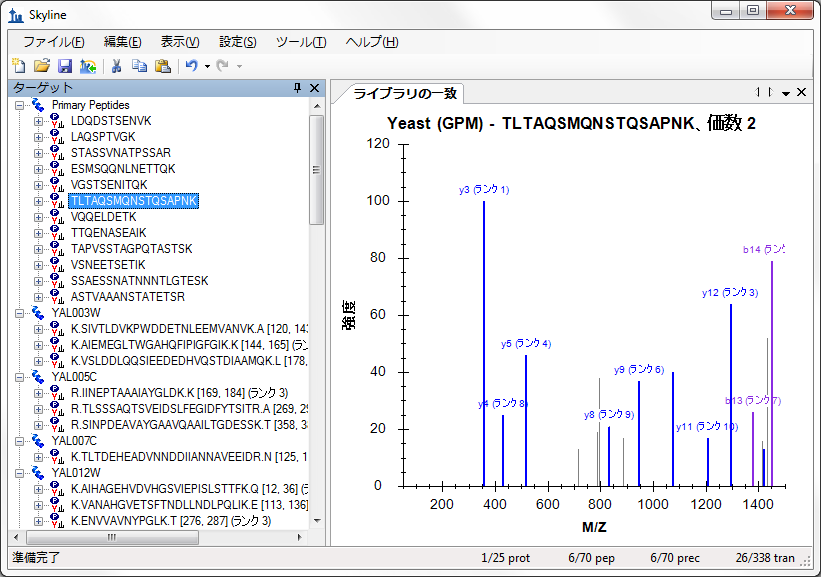 Skyline
ファイル(F) 編集(E) 表示(V) 設定(S) ツール(T) ヘルプ(H)
ターゲット
Primary Peptides
LDQDSTSENVK
LAQSPTVGK
STASSVNATPSSAR
ESMSQQNLNETTQK
VGSTSENITQK
TLTAQSMQNSTQSAPNK
VQQELDETK
TTQENASEAIK
TAPVSSTAGPQTASTSK
VSNEETSETIK
SSAESSNATNNNTLGTESK
ASTVAAANSTATETSR
YAL003W
K.SIVTLDVKPWDDETNLEEMVANVK.A [120, 143
K.AIEMEGLTWGAHQFIPIGFGIK.K [144, 165] (ラン
K.VSLDDLQQSIEEDEDHVQSTDIAAMQK.L [178,
YAL005C
R.IINEPTAAAIAYGLDK.K [169, 184] (ランク 3)
R.TLSSSAQTSVEIDSLFEGIDFYTSITR.A [269, 29
R.SINPDEAVAYGAAVQAAILTGDESSK.T [358, 38
YAL007C
K.TLTDEHEADVNNDDIIANNAVEEIDR.N [125, 1
YAL012W
K.AIHAGEHVDVHGSVIEPISLSTTFK.Q [12, 36] (ラ
K.VANAHGVETSFTNDLLNDLPQLIK.E [113, 136]
K.ENVVAVNYPGLK.T [276, 287] (ランク 3)
ライブラリの一致
Yeast (GPM) - TLTAQSMQNSTQSAPNK、価数 2
120
100
80
60
40
20
0
強度
y3 (ランク 1)
b14 (ランク
y12 (ランク 3)
y5 (ランク 4)
y9 (ランク 6)
y4 (ランク 8)
b13 (ランク 7)
y8 (ランク 9)
y11 (ランク 10)
200 400 600 800 1000 1200 1400
M/Z
準備完了 1/25 prot 6/70 pep 6/70 prec 26/338 tran